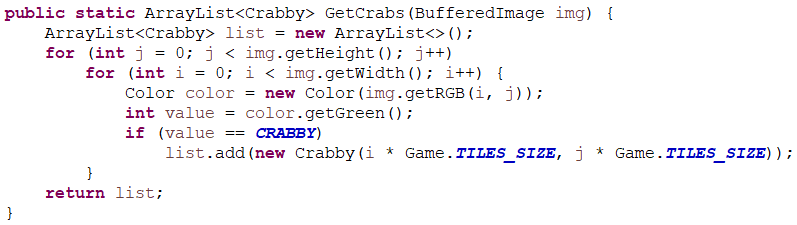 public static ArrayList<Crabby> GetCrabs(BufferedImage img) {
    ArrayList<Crabby> list = new ArrayList<>();
    for (int j = 0; j < img.getHeight(); j++)
        for (int i = 0; i < img.getWidth(); i++) {
            Color color = new Color(img.getRGB(i, j));
            int value = color.getGreen();
            if (value == CRABBY)
                list.add(new Crabby(i * Game.TILES_SIZE, j * Game.TILES_SIZE));
        }
    return list;
}